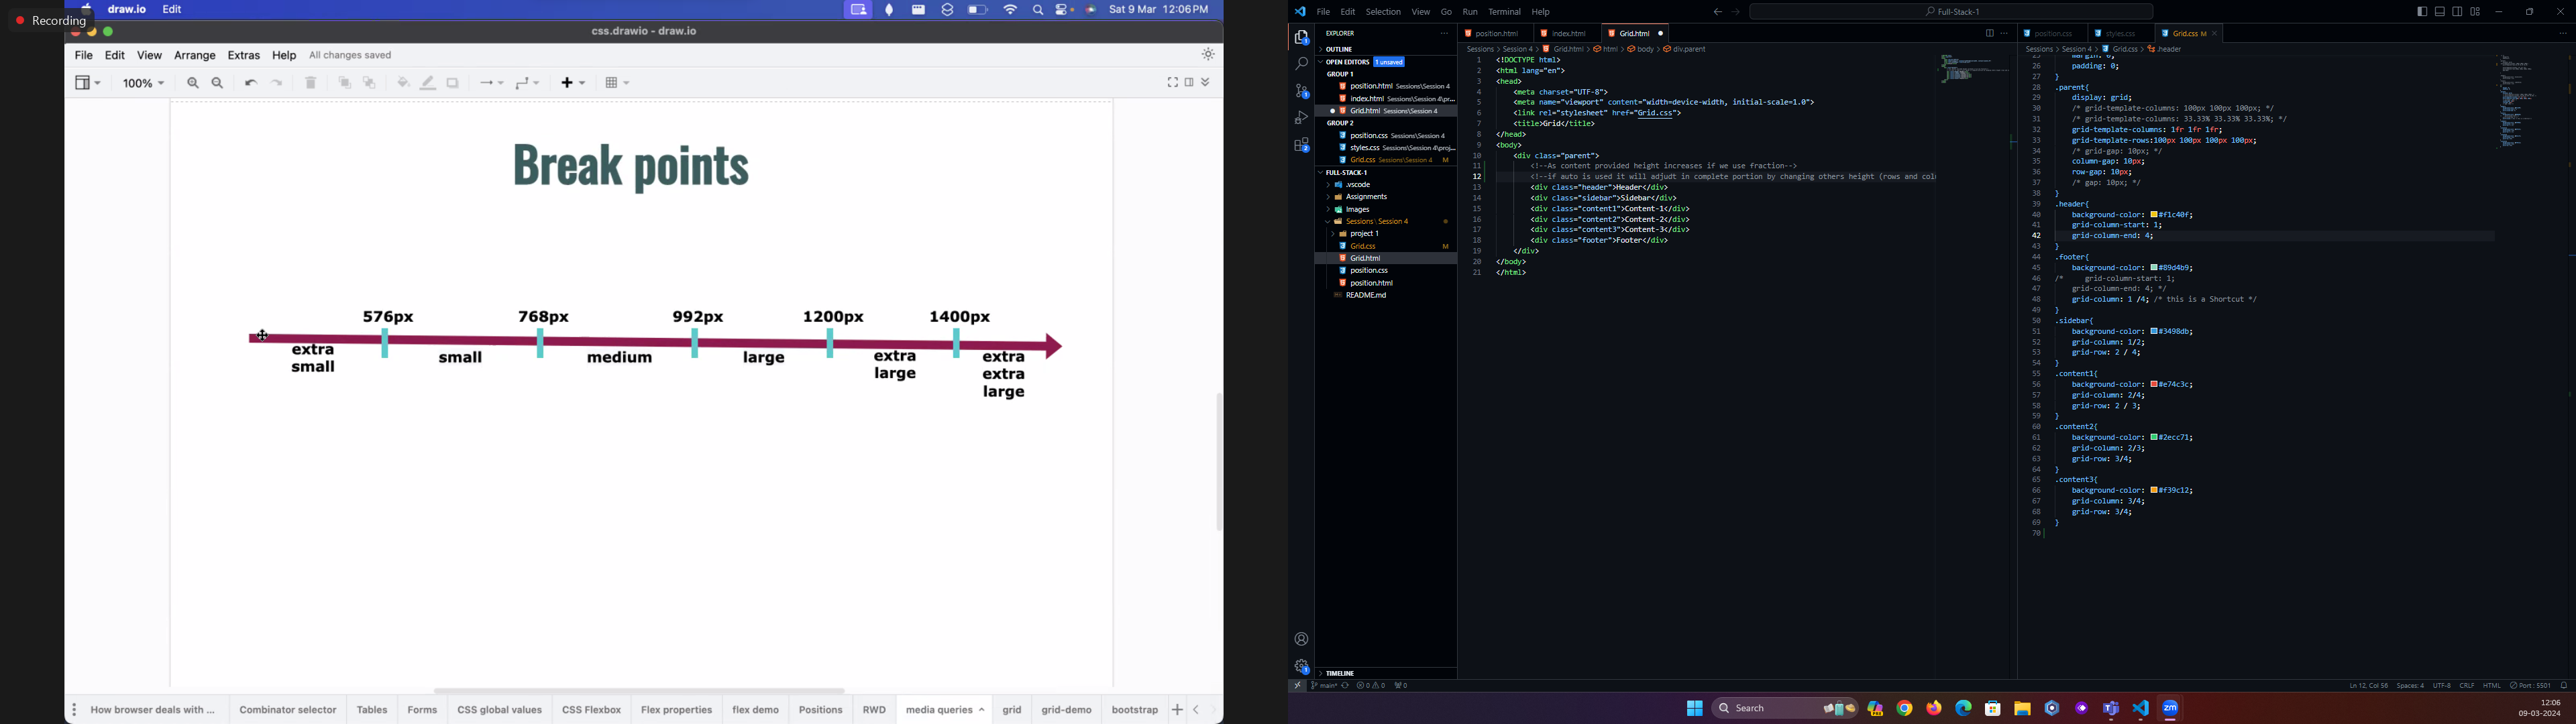 Recording
draw.io Edit
Sat 9 Mar 12:06 PM
css.drawio - draw.io
File Edit View Arrange Extras Help All changes saved
100%
Break points
576px 768px 992px 1200px 1400px
extra small
small
medium
large
extra large
extra extra large
How browser deals with ... Combinator selector Tables Forms CSS global values CSS Flexbox Flex properties flex demo Positions RWD media queries grid grid-demo bootstrap
File Edit Selection View Go Run Terminal Help
Full-Stack-1
EXPLORER
OUTLINE
OPEN EDITORS 1 unsaved
GROUP 1
position.html Sessions\Session 4
index.html Sessions\Session 4\pr...
Grid.html Sessions\Session 4
GROUP 2
position.css Sessions\Session 4
styles.css Sessions\Session 4\proj...
Grid.css Sessions\Session 4 M
FULL-STACK-1
.vscode
Assignments
Images
Sessions \ Session 4
project 1
Grid.css M
Grid.html
position.css
position.html
README.md
TIMELINE
position.html index.html Grid.html
Sessions > Session 4 > Grid.html > html > body > div.parent
1 <!DOCTYPE html>
2 <html lang="en">
3 <head>
4 <meta charset="UTF-8">
5 <meta name="viewport" content="width=device-width, initial-scale=1.0">
6 <link rel="stylesheet" href="Grid.css">
7 <title>Grid</title>
8 </head>
9 <body>
10 <div class="parent">
11 <!--As content provided height increases if we use fraction-->
12 <!--if auto is used it will adjudt in complete portion by changing others height (rows and colu
13 <div class="header">Header</div>
14 <div class="sidebar">Sidebar</div>
15 <div class="content1">Content-1</div>
16 <div class="content2">Content-2</div>
17 <div class="content3">Content-3</div>
18 <div class="footer">Footer</div>
19 </div>
20 </body>
21 </html>
position.css styles.css Grid.css M
Sessions > Session 4 > Grid.css > .header
25 margin: 0;
26 padding: 0;
27 }
28 .parent{
29 display: grid;
30 /* grid-template-columns: 100px 100px 100px; */
31 /* grid-template-columns: 33.33% 33.33% 33.33%; */
32 grid-template-columns: 1fr 1fr 1fr;
33 grid-template-rows:100px 100px 100px 100px;
34 /* grid-gap: 10px; */
35 column-gap: 10px;
36 row-gap: 10px;
37 /* gap: 10px; */
38 }
39 .header{
40 background-color: #f1c40f;
41 grid-column-start: 1;
42 grid-column-end: 4;
43 }
44 .footer{
45 background-color: #89d4b9;
46 /* grid-column-start: 1;
47 grid-column-end: 4; */
48 grid-column: 1 /4; /* this is a Shortcut */
49 }
50 .sidebar{
51 background-color: #3498db;
52 grid-column: 1/2;
53 grid-row: 2 / 4;
54 }
55 .content1{
56 background-color: #e74c3c;
57 grid-column: 2/4;
58 grid-row: 2 / 3;
59 }
60 .content2{
61 background-color: #2ecc71;
62 grid-column: 2/3;
63 grid-row: 3/4;
64 }
65 .content3{
66 background-color: #f39c12;
67 grid-column: 3/4;
68 grid-row: 3/4;
69 }
70
main* 0 0 0
Ln 12, Col 56 Spaces: 4 UTF-8 CRLF HTML Port : 5501
Search
12:06
09-03-2024